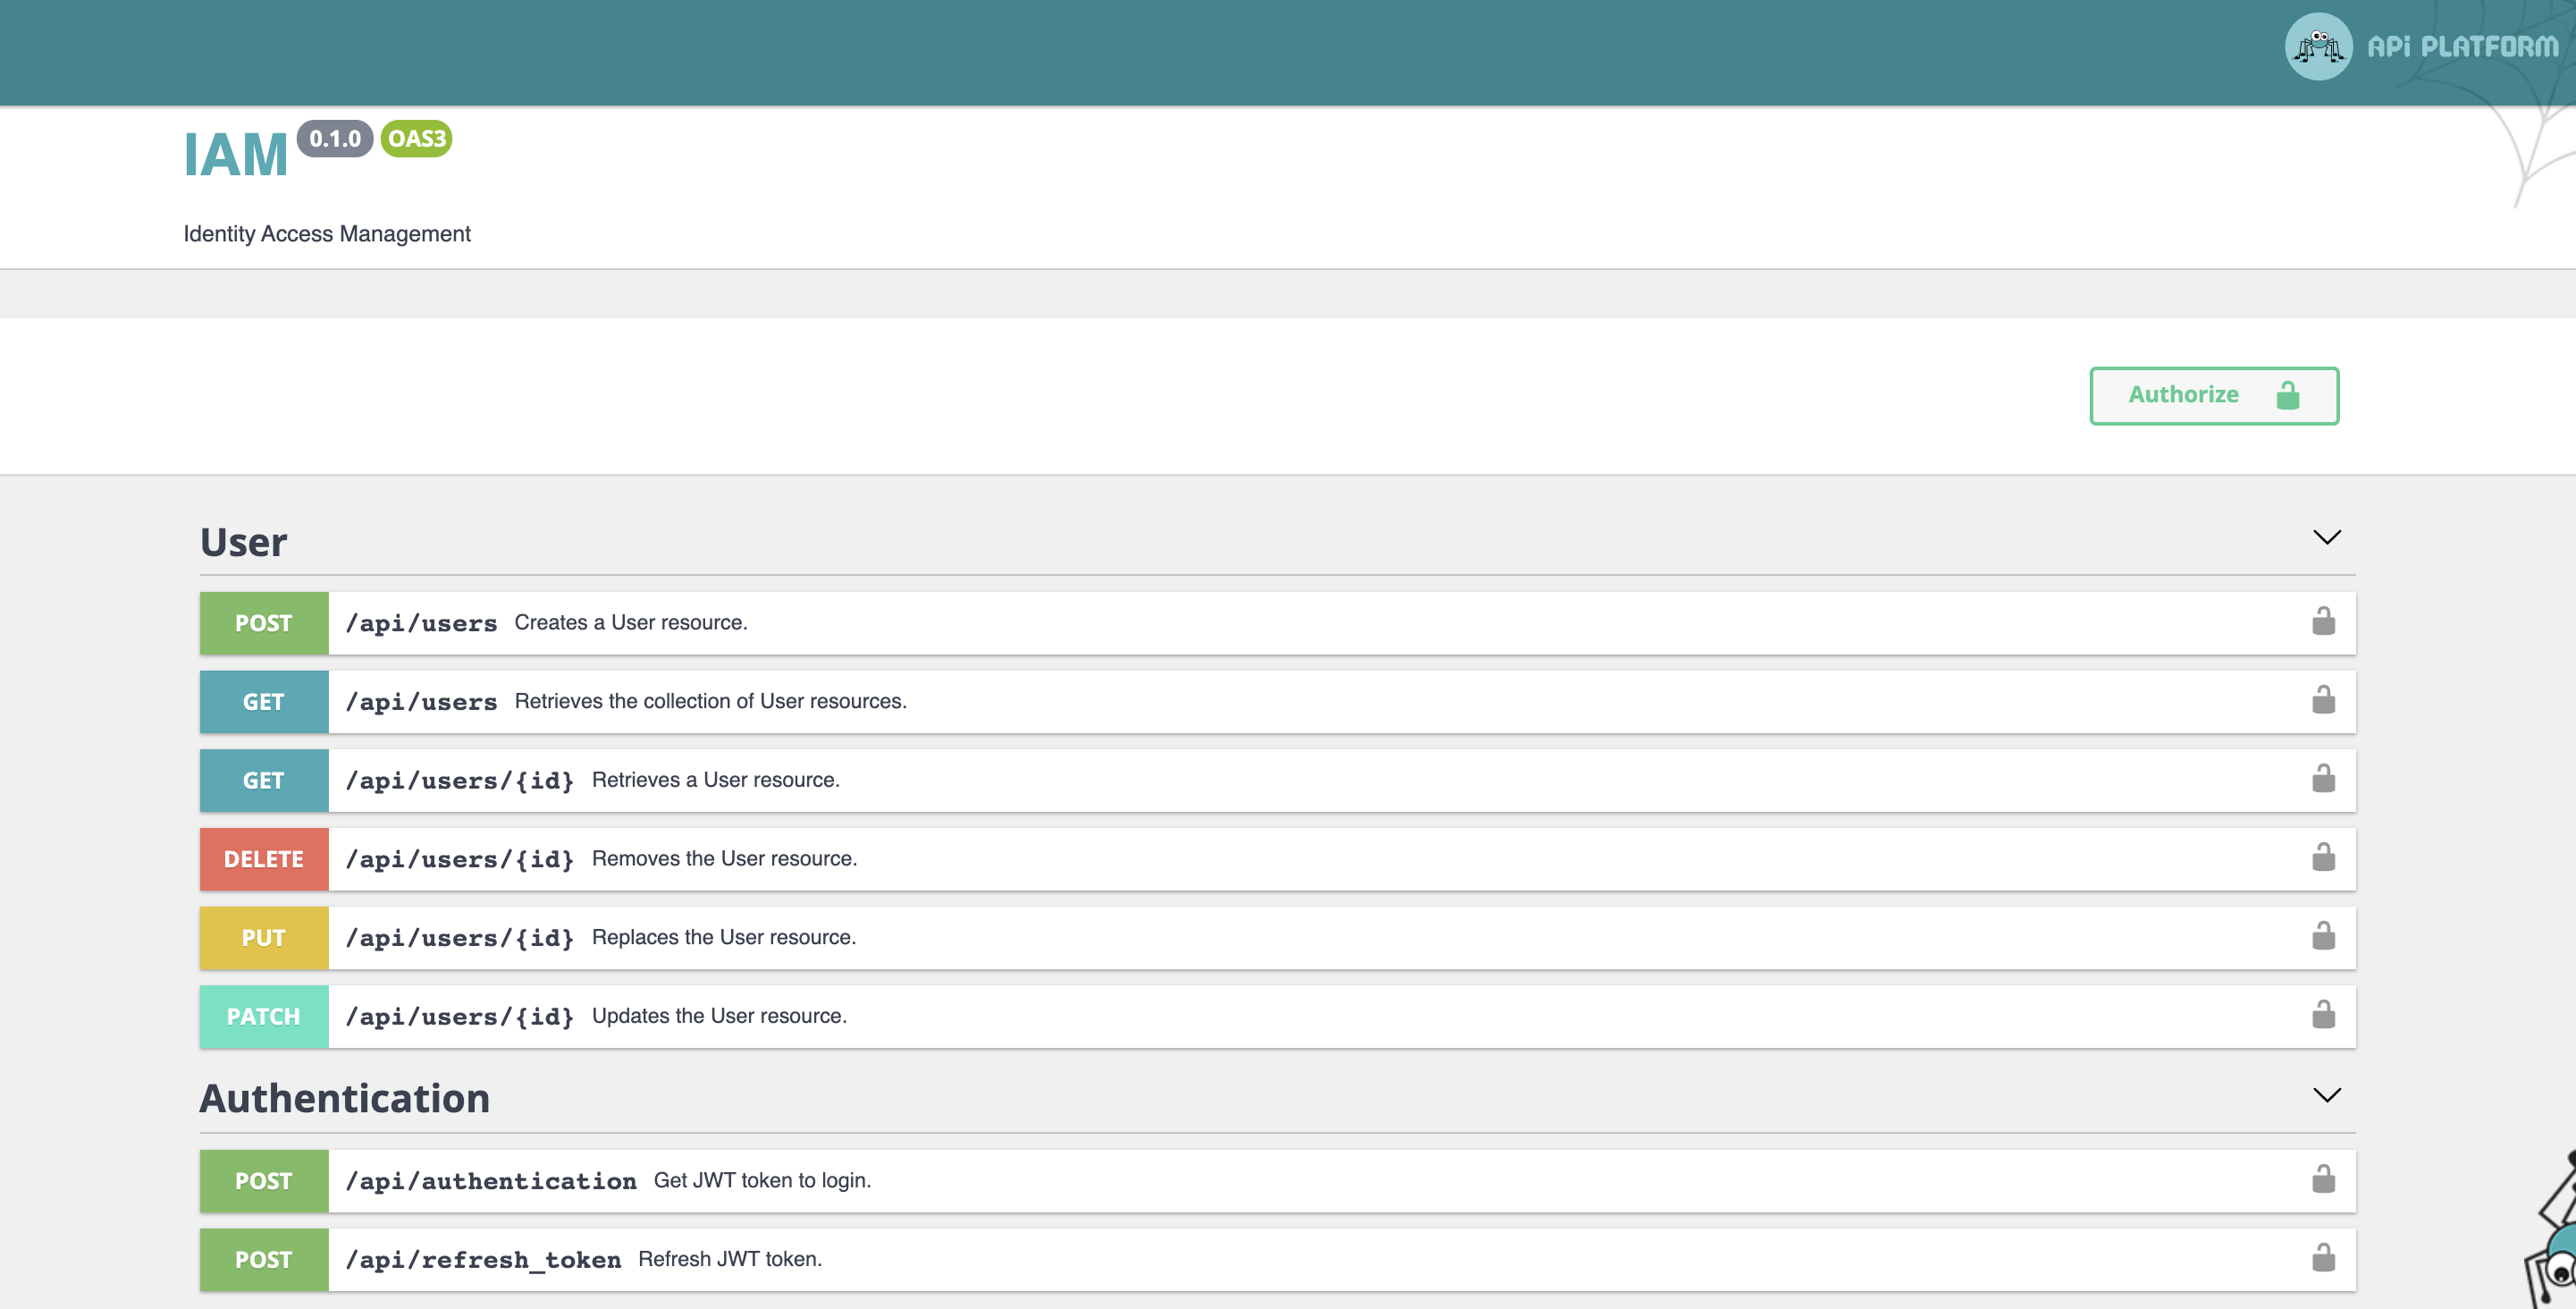 API PLATFORM
IAM 0.1.0 OAS3
Identity Access Management
Authorize
User
POST /api/users Creates a User resource.
GET /api/users Retrieves the collection of User resources.
GET /api/users/{id} Retrieves a User resource.
DELETE /api/users/{id} Removes the User resource.
PUT /api/users/{id} Replaces the User resource.
PATCH /api/users/{id} Updates the User resource.
Authentication
POST /api/authentication Get JWT token to login.
POST /api/refresh_token Refresh JWT token.